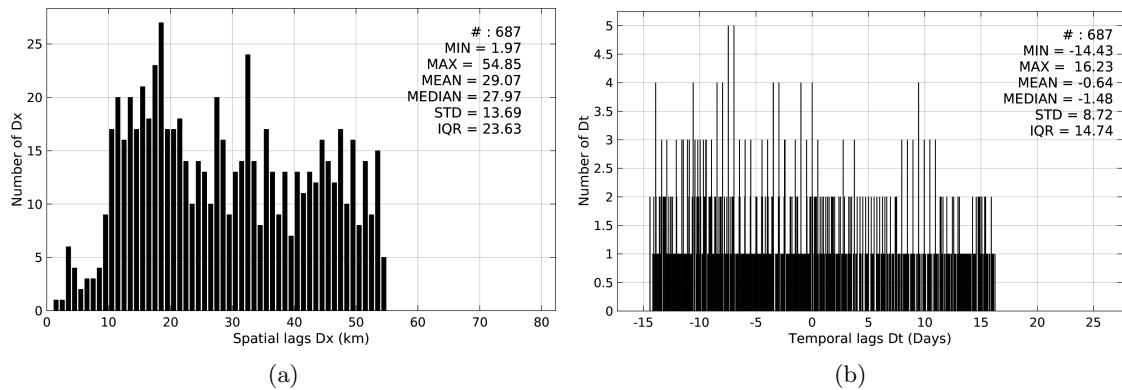 25
20
15
10
5
0
Number of Dx
# : 687
MIN = 1.97
MAX = 54.85
MEAN = 29.07
MEDIAN = 27.97
STD = 13.69
IQR = 23.63
0 10 20 30 40 50 60 70 80
Spatial lags Dx (km)
(a)
5
4.5
4
3.5
3
2.5
2
1.5
1
0.5
0
Number of Dt
# : 687
MIN = -14.43
MAX = 16.23
MEAN = -0.64
MEDIAN = -1.48
STD = 8.72
IQR = 14.74
-15 -10 -5 0 5 10 15 20 25
Temporal lags Dt (Days)
(b)